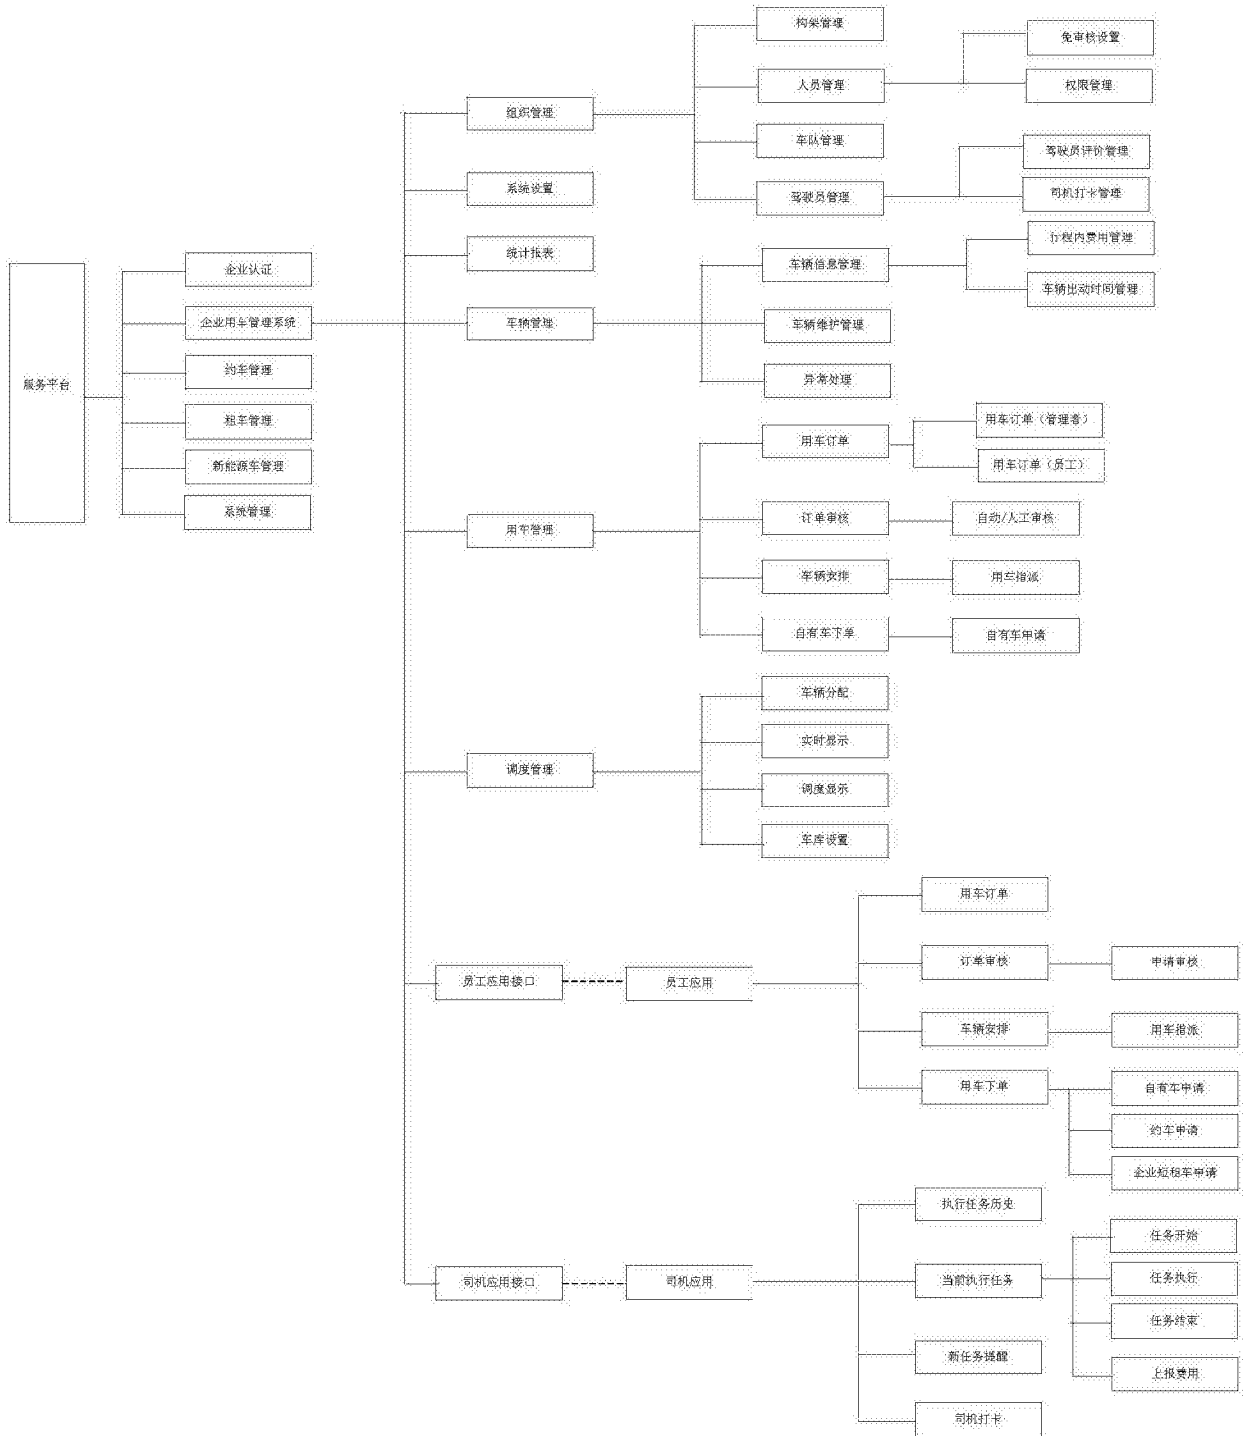 服务平台
企业认证
企业用车管理系统
约车管理
租车管理
新能源车管理
系统管理
组织管理
系统设置
统计报表
车辆管理
用车管理
调度管理
员工应用接口
司机应用接口
构架管理
人员管理
车队管理
驾驶员管理
免审核设置
权限管理
驾驶员评价管理
司机打卡管理
车辆信息管理
车辆维护管理
异常处理
行程内费用管理
车辆出动时间管理
用车订单
订单审核
车辆安排
自有车下单
用车订单（管理者）
用车订单（员工）
自动/人工审核
用车指派
自有车申请
车辆分配
实时显示
调度显示
车库设置
员工应用
用车订单
订单审核
车辆安排
用车下单
申请审核
用车指派
自有车申请
约车申请
企业短租车申请
司机应用
执行任务历史
当前执行任务
新任务提醒
司机打卡
任务开始
任务执行
任务结束
上报费用